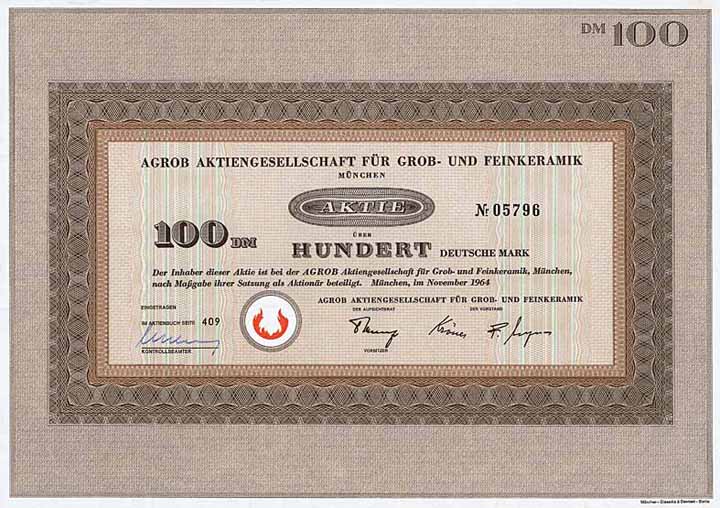 DM 100
AGROB AKTIENGESELLSCHAFT FÜR GROB- UND FEINKERAMIK
MÜNCHEN
AKTIE
Nr. 05796
ÜBER
100 DM
HUNDERT DEUTSCHE MARK
Der Inhaber dieser Aktie ist bei der AGROB Aktiengesellschaft für Grob- und Feinkeramik, München,
nach Maßgabe ihrer Satzung als Aktionär beteiligt. München, im November 1964
AGROB AKTIENGESELLSCHAFT FÜR GROB- UND FEINKERAMIK
EINGETRAGEN
DER AUFSICHTSRAT DER VORSTAND
IM AKTIENBUCH SEITE 409
VORSITZER
KONTROLLBEAMTER